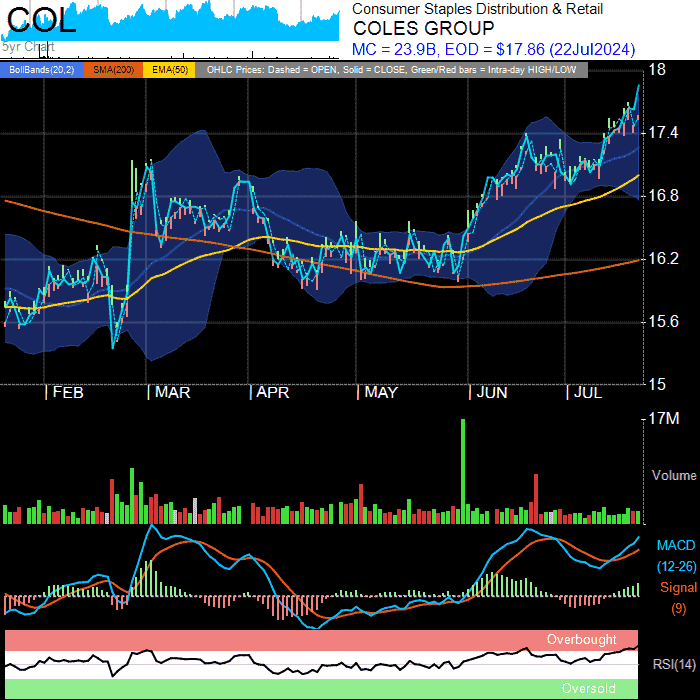 COL
5yr Chart
Consumer Staples Distribution & Retail
COLES GROUP
MC = 23.9B, EOD = $17.86 (22Jul2024)
BollBands(20,2) SMA(200) EMA(50) OHLC Prices: Dashed = OPEN, Solid = CLOSE, Green/Red bars = Intra-day HIGH/LOW
18
17.4
16.8
16.2
15.6
15
FEB MAR APR MAY JUN JUL
17M
Volume
MACD
(12-26)
Signal
(9)
Overbought
RSI(14)
Oversold